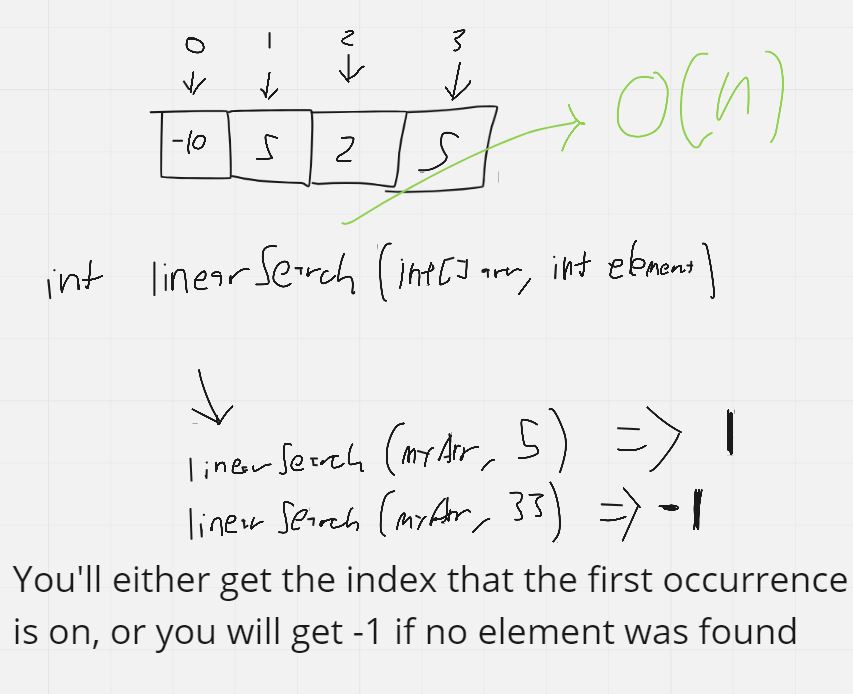 0 1 2 3
-10 5 2 5
O(n)
int linearSearch (int[] arr, int element)
linearSearch (myArr, 5) => 1
linearSearch (myArr, 33) => -1
You'll either get the index that the first occurrence
is on, or you will get -1 if no element was found